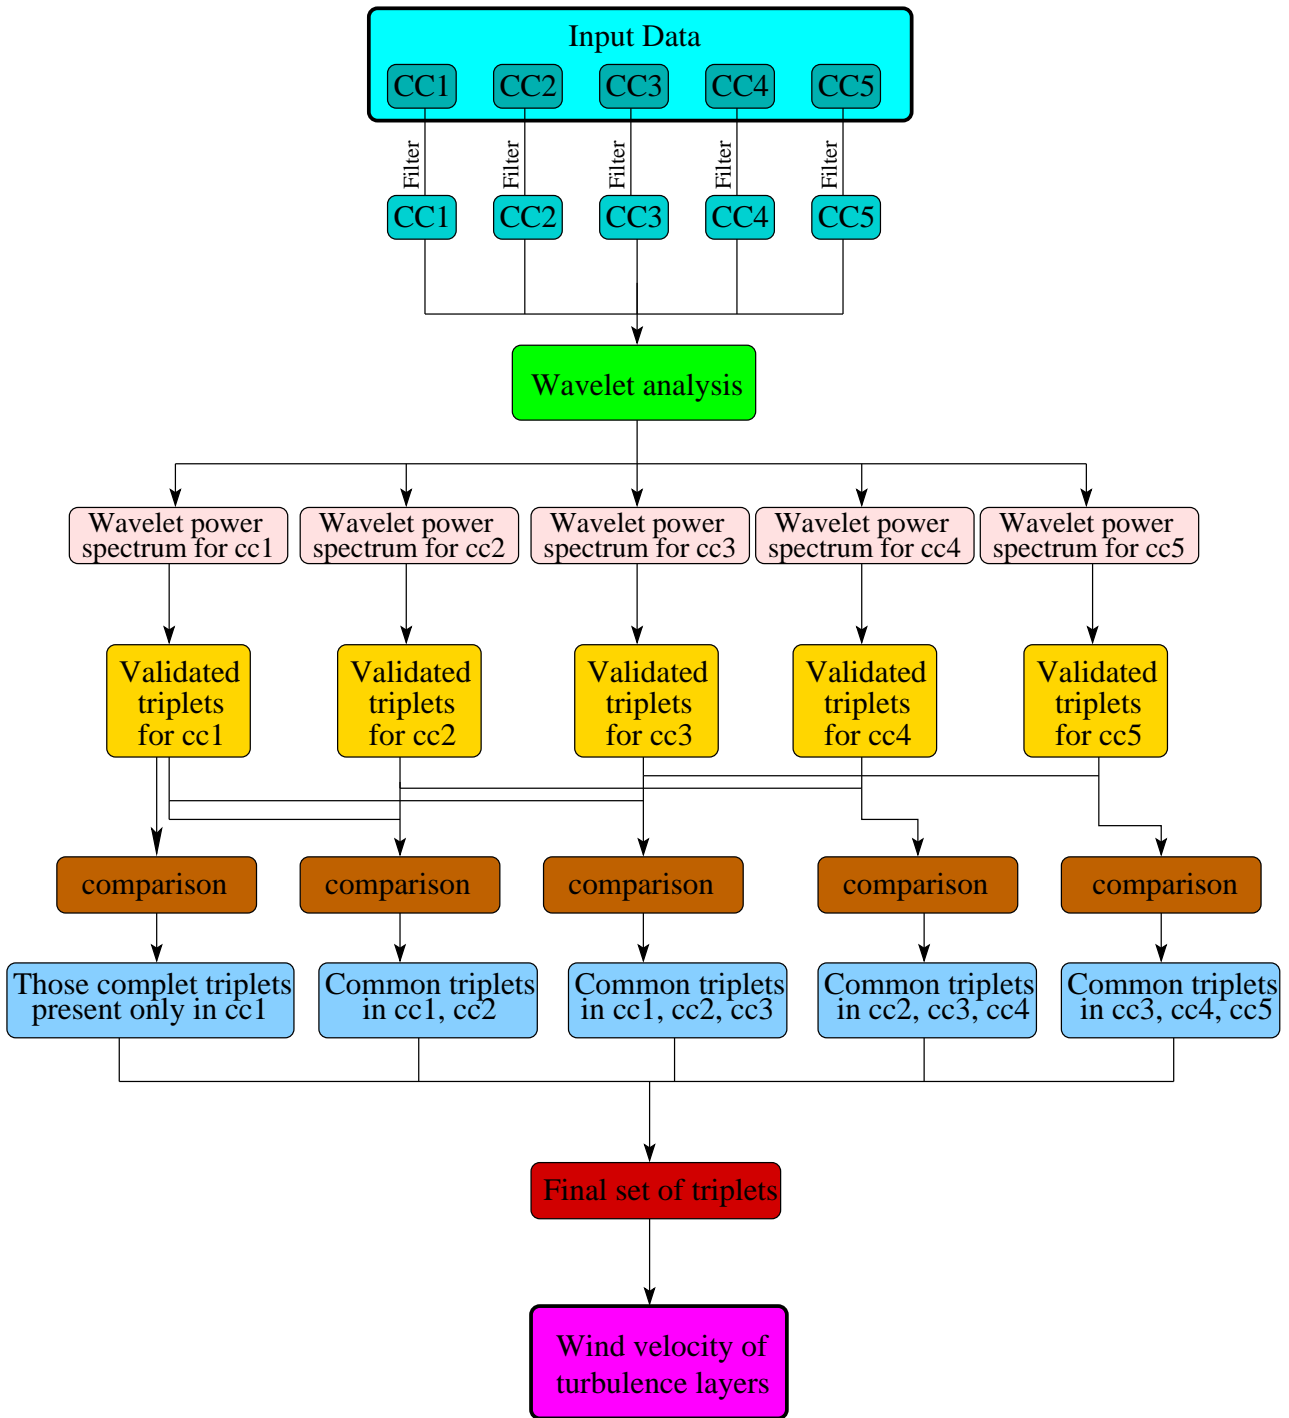 Input Data
CC1 CC2 CC3 CC4 CC5
Filter Filter Filter Filter Filter
CC1 CC2 CC3 CC4 CC5
Wavelet analysis
Wavelet power
spectrum for cc1
Wavelet power
spectrum for cc2
Wavelet power
spectrum for cc3
Wavelet power
spectrum for cc4
Wavelet power
spectrum for cc5
Validated
triplets
for cc1
Validated
triplets
for cc2
Validated
triplets
for cc3
Validated
triplets
for cc4
Validated
triplets
for cc5
comparison
comparison
comparison
comparison
comparison
Those complet triplets
present only in cc1
Common triplets
in cc1, cc2
Common triplets
in cc1, cc2, cc3
Common triplets
in cc2, cc3, cc4
Common triplets
in cc3, cc4, cc5
Final set of triplets
Wind velocity of
turbulence layers